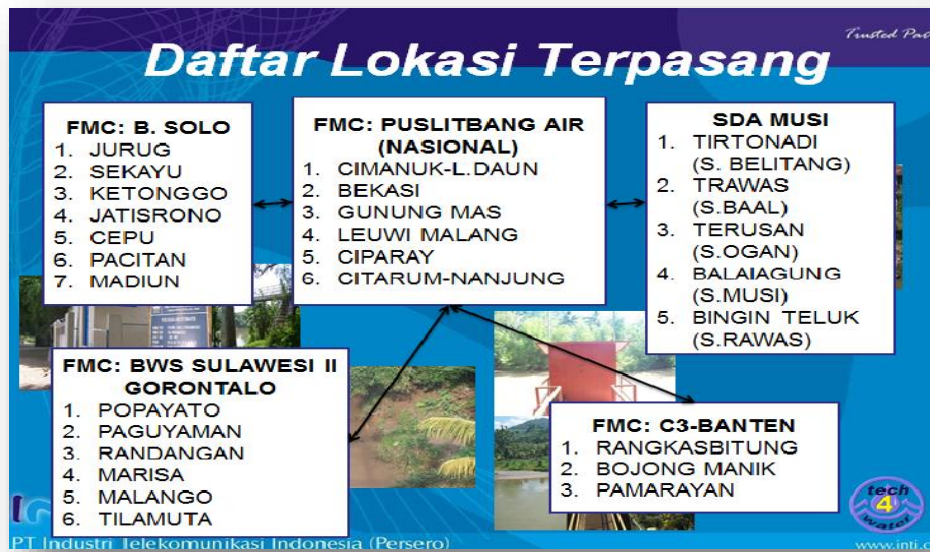 Trusted
Daftar Lokasi Terpasang
FMC: B. SOLO
1. JURUG
2. SEKAYU
3. KETONGGO
4. JATISRONO
5. CEPU
6. PACITAN
7. MADIUN
FMC: PUSLITBANG AIR
(NASIONAL)
1. CIMANUK-L.DAUN
2. BEKASI
3. GUNUNG MAS
4. LEUWI MALANG
5. CIPARAY
6. CITARUM-NANJUNG
SDA MUSI
1. TIRTONADI
(S. BELITANG)
2. TRAWAS
(S.BAAL)
3. TERUSAN
(S.OGAN)
4. BALAIAGUNG
(S.MUSI)
5. BINGIN TELUK
(S.RAWAS)
FMC: BWS SULAWESI II
GORONTALO
1. POPAYATO
2. PAGUYAMAN
3. RANDANGAN
4. MARISA
5. MALANGO
6. TILAMUTA
FMC: C3-BANTEN
1. RANGKASBITUNG
2. BOJONG MANIK
3. PAMARAYAN
tech
4
water
PT Industri Telekomunikasi Indonesia (Persero)
www.inti.c